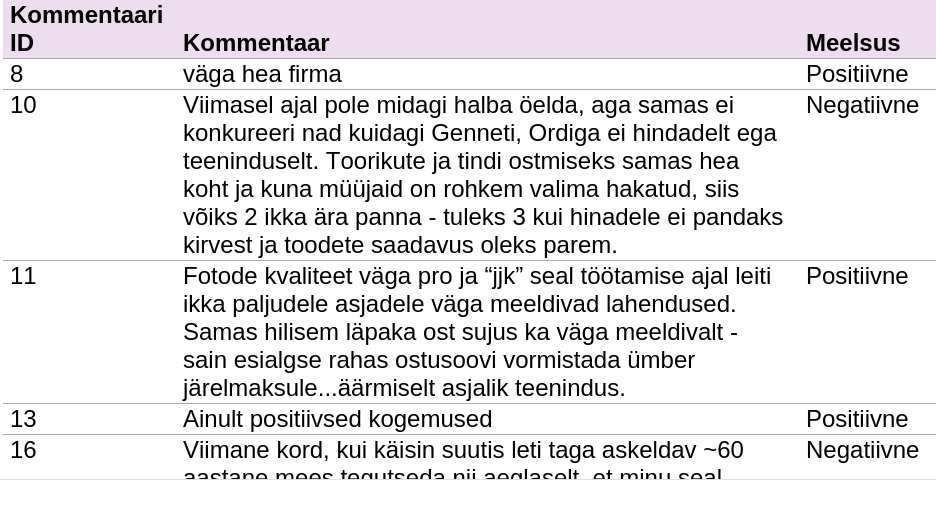 Kommentaari
ID Kommentaar Meelsus
8 väga hea firma Positiivne
10 Viimasel ajal pole midagi halba öelda, aga samas ei Negatiivne
konkureeri nad kuidagi Genneti, Ordiga ei hindadelt ega
teeninduselt. Toorikute ja tindi ostmiseks samas hea
koht ja kuna müüjaid on rohkem valima hakatud, siis
võiks 2 ikka ära panna - tuleks 3 kui hinadele ei pandaks
kirvest ja toodete saadavus oleks parem.
11 Fotode kvaliteet väga pro ja “jjk” seal töötamise ajal leiti Positiivne
ikka paljudele asjadele väga meeldivad lahendused.
Samas hilisem läpaka ost sujus ka väga meeldivalt -
sain esialgse rahas ostusoovi vormistada ümber
järelmaksule...äärmiselt asjalik teenindus.
13 Ainult positiivsed kogemused Positiivne
16 Viimane kord, kui käisin suutis leti taga askeldav ~60 Negatiivne
aastane mees tegutseda nii aeglaselt, et minu seal